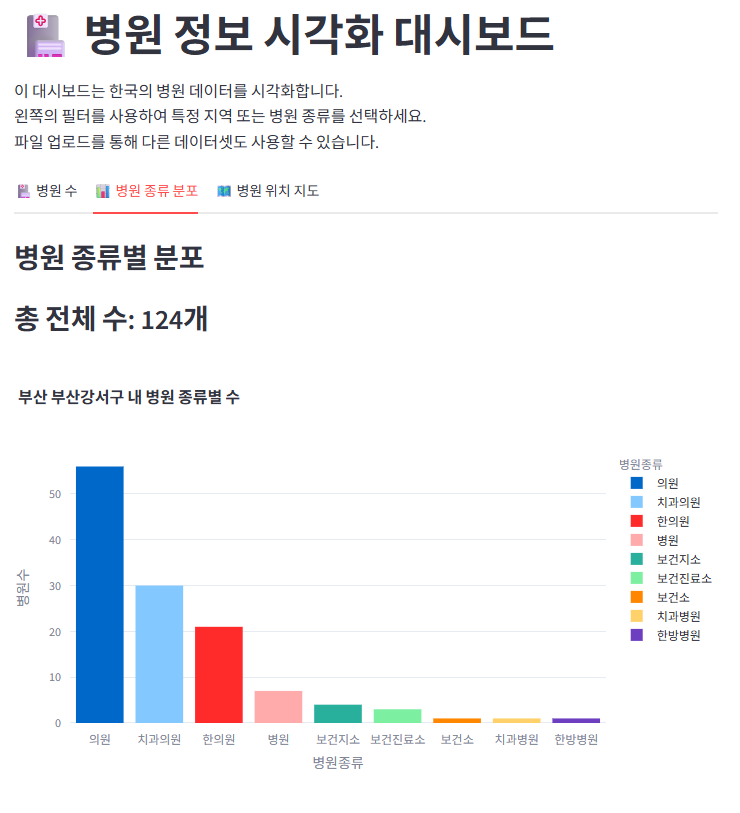 병원 정보 시각화 대시보드
이 대시보드는 한국의 병원 데이터를 시각화합니다.
왼쪽의 필터를 사용하여 특정 지역 또는 병원 종류를 선택하세요.
파일 업로드를 통해 다른 데이터셋도 사용할 수 있습니다.
병원 수 병원 종류 분포 병원 위치 지도
병원 종류별 분포
총 전체 수: 124개
부산 부산강서구 내 병원 종류별 수
병원수
50
40
30
20
10
0
의원 치과의원 한의원 병원 보건지소 보건진료소 보건소 치과병원 한방병원
병원종류
병원종류
의원
치과의원
한의원
병원
보건지소
보건진료소
보건소
치과병원
한방병원